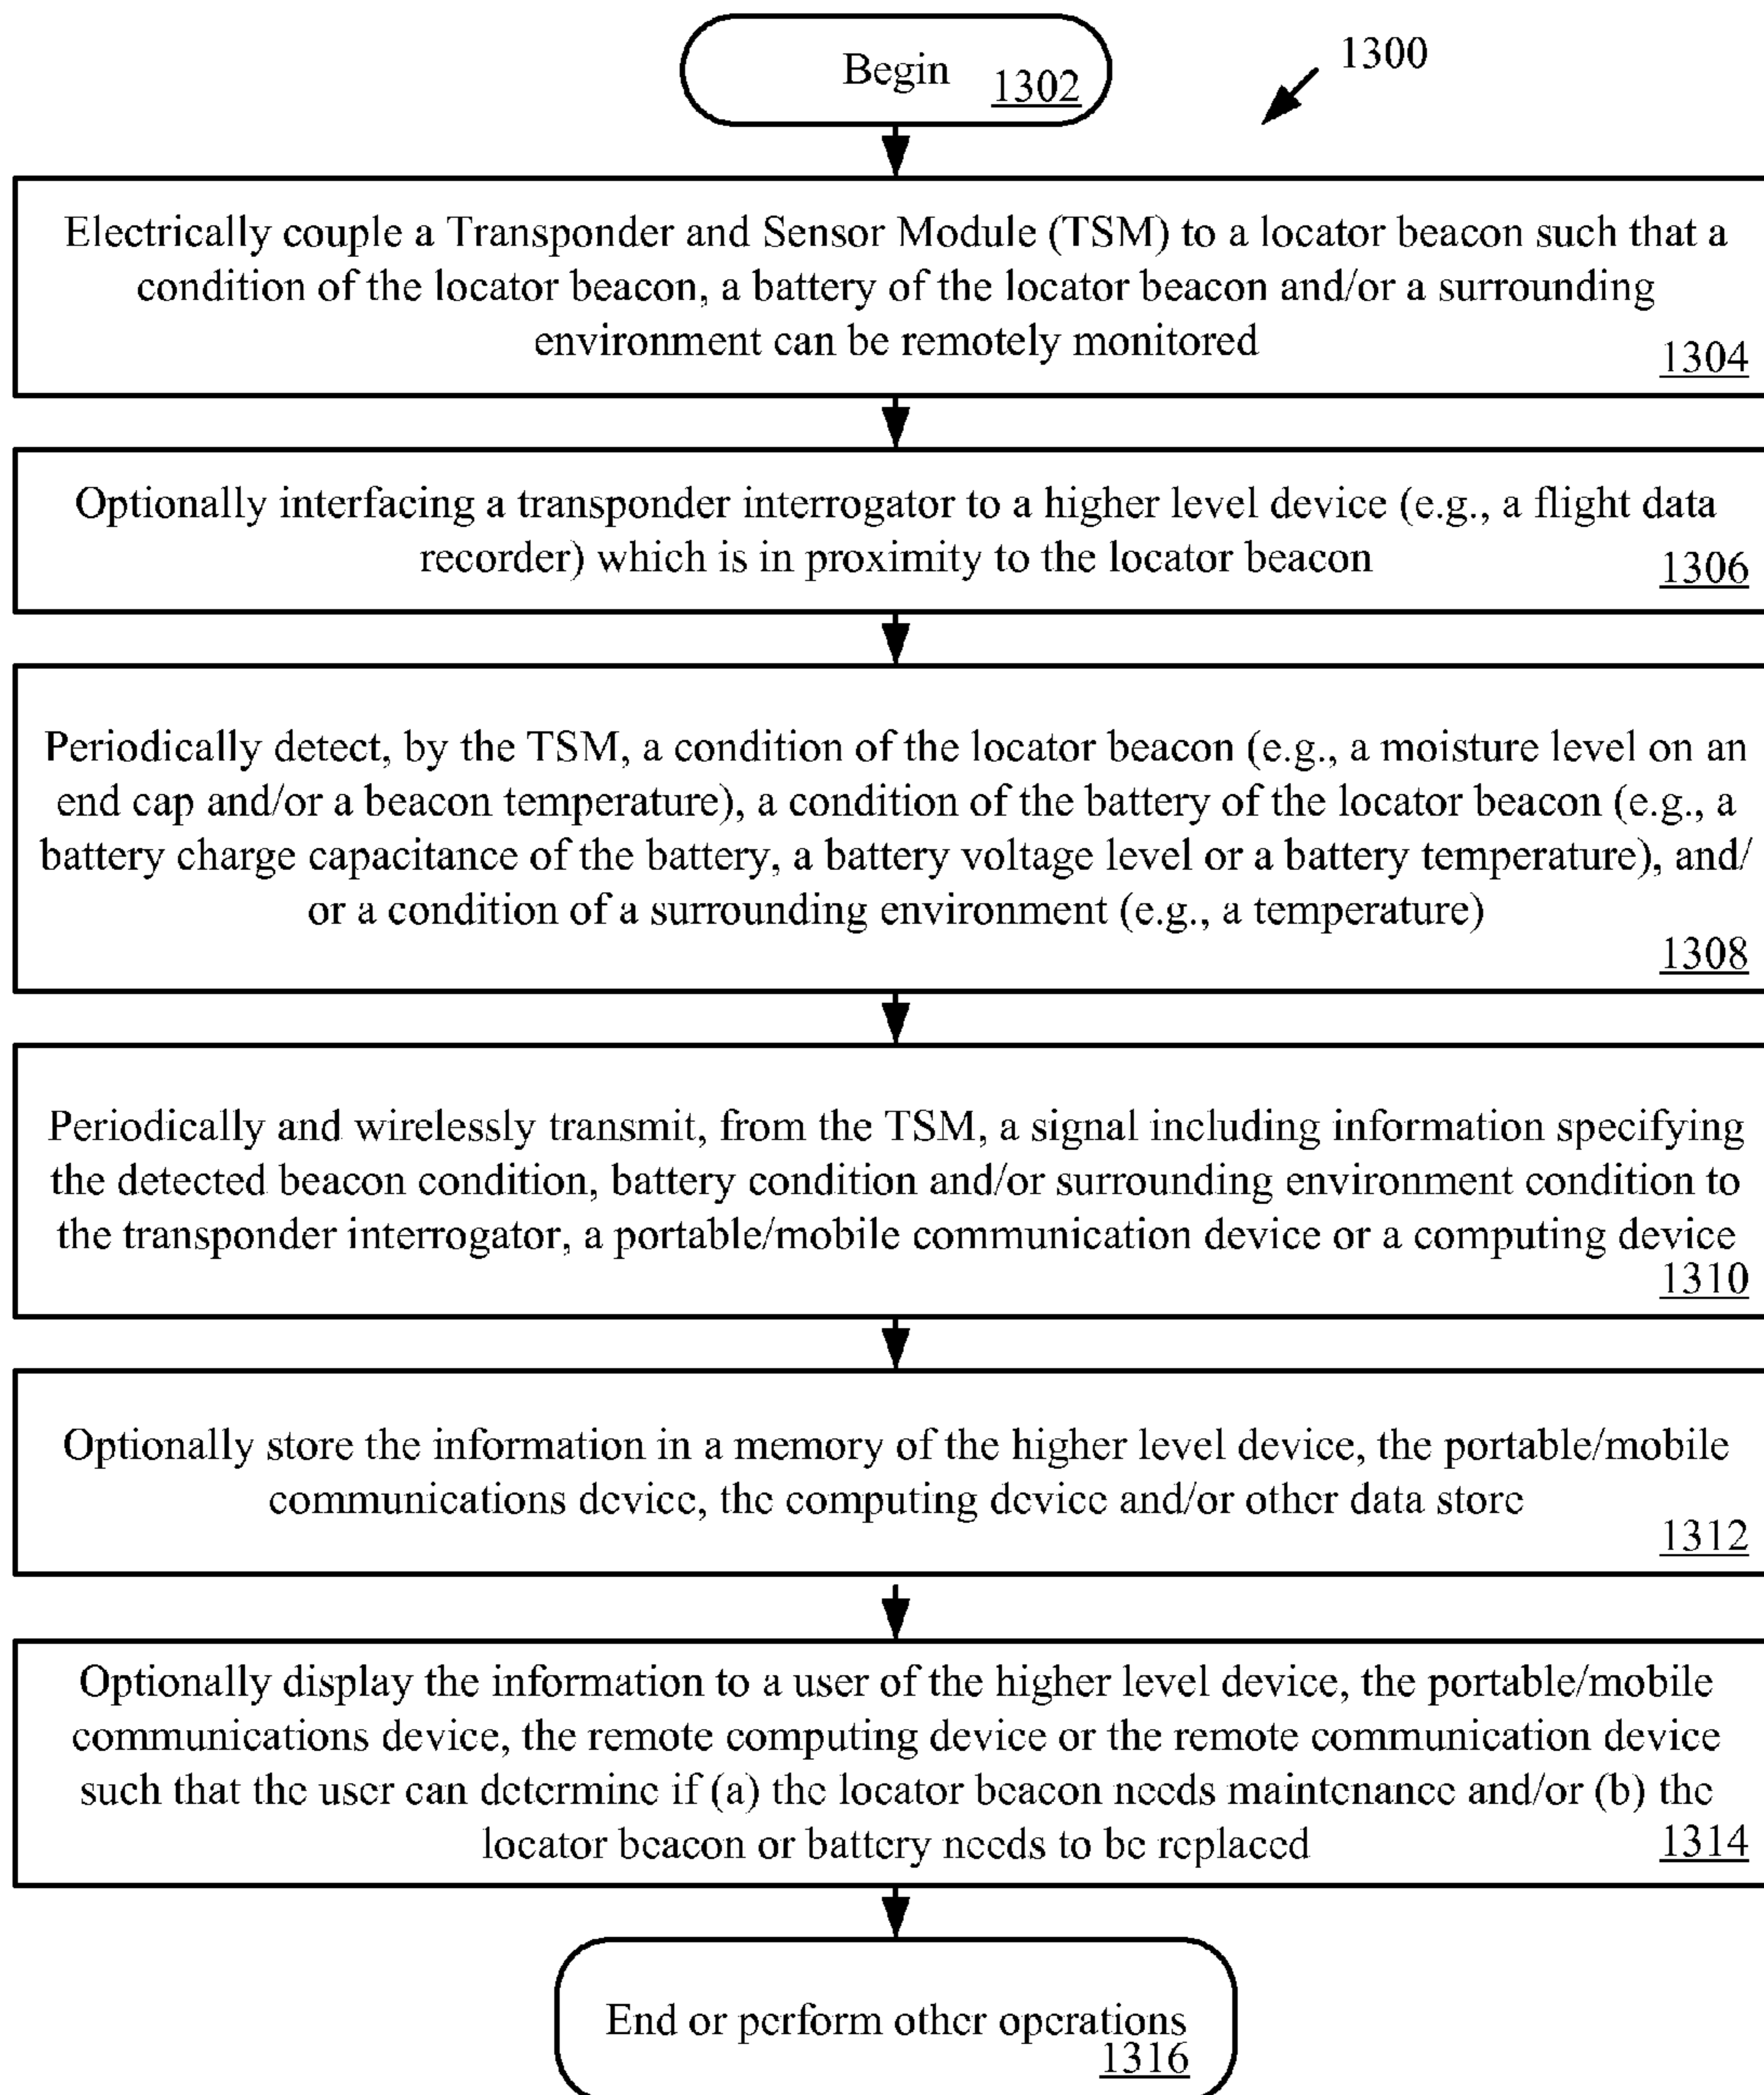 Begin 1302
1300
Electrically couple a Transponder and Sensor Module (TSM) to a locator beacon such that a
condition of the locator beacon, a battery of the locator beacon and/or a surrounding
environment can be remotely monitored
1304
Optionally interfacing a transponder interrogator to a higher level device (e.g., a flight data
recorder) which is in proximity to the locator beacon
1306
Periodically detect, by the TSM, a condition of the locator beacon (e.g., a moisture level on an
end cap and/or a beacon temperature), a condition of the battery of the locator beacon (e.g., a
battery charge capacitance of the battery, a battery voltage level or a battery temperature), and/
or a condition of a surrounding environment (e.g., a temperature)
1308
Periodically and wirelessly transmit, from the TSM, a signal including information specifying
the detected beacon condition, battery condition and/or surrounding environment condition to
the transponder interrogator, a portable/mobile communication device or a computing device
1310
Optionally store the information in a memory of the higher level device, the portable/mobile
communications device, the computing device and/or other data store
1312
Optionally display the information to a user of the higher level device, the portable/mobile
communications device, the remote computing device or the remote communication device
such that the user can determine if (a) the locator beacon needs maintenance and/or (b) the
locator beacon or battery needs to be replaced
1314
End or perform other operations
1316